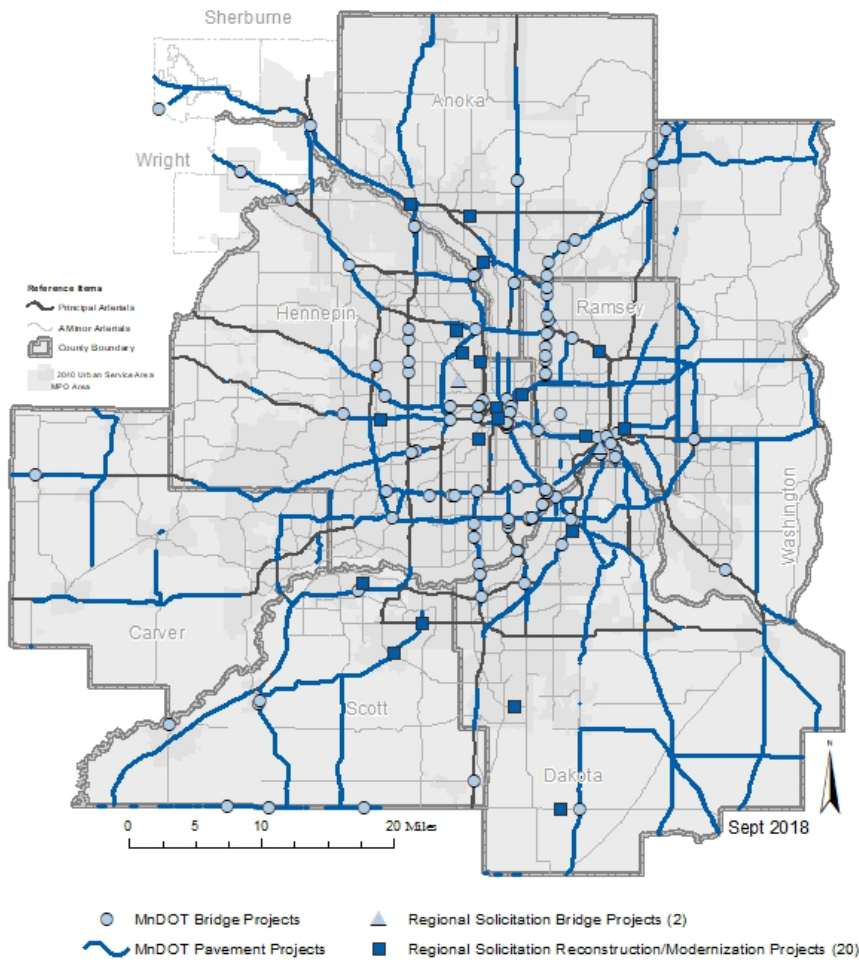 Sherburne
Anoka
Wright
Reference Items
Principal Arterials
A Minor Arterials
County Boundary
2040 Urban Service Area
MPO Area
Hennepin
Ramsey
Washington
Carver
Scott
Dakota
N
Sept 2018
0 5 10 20 Miles
MnDOT Bridge Projects
Regional Solicitation Bridge Projects (2)
MnDOT Pavement Projects
Regional Solicitation Reconstruction/Modernization Projects (20)